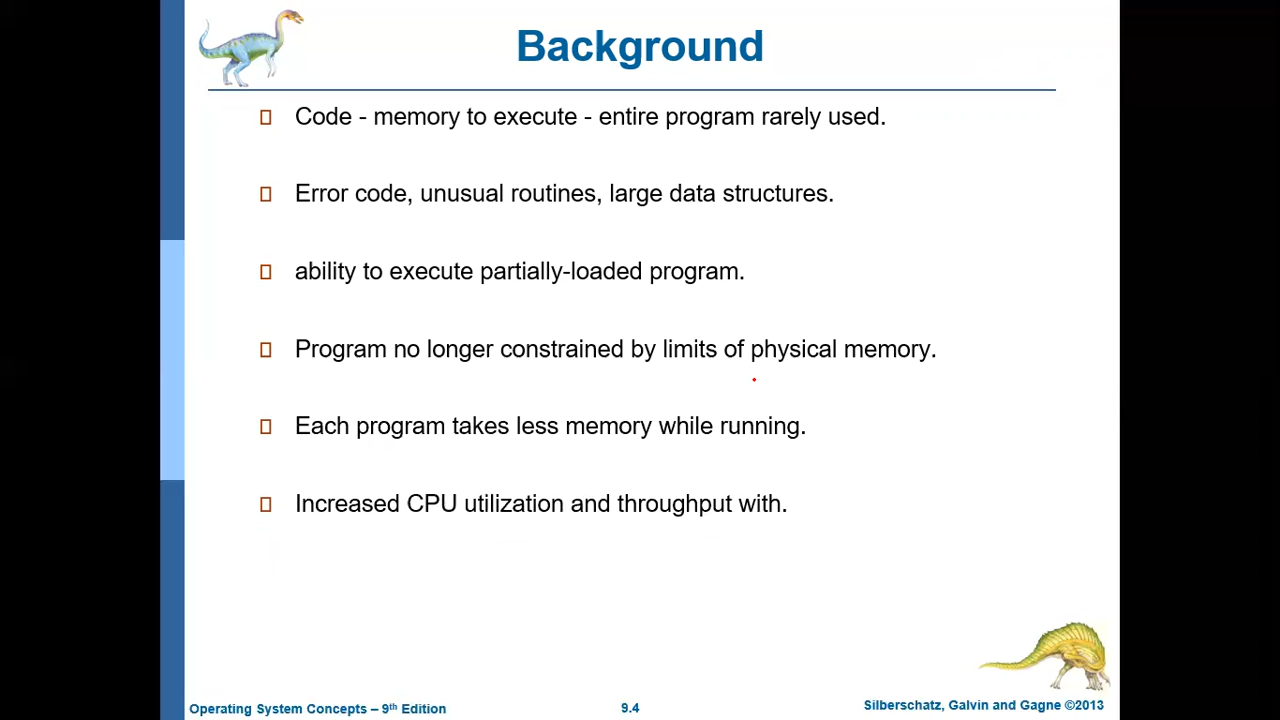 Background
Code - memory to execute - entire program rarely used.
Error code, unusual routines, large data structures.
ability to execute partially-loaded program.
Program no longer constrained by limits of physical memory.
Each program takes less memory while running.
Increased CPU utilization and throughput with.
Operating System Concepts – 9th Edition
9.4
Silberschatz, Galvin and Gagne ©2013